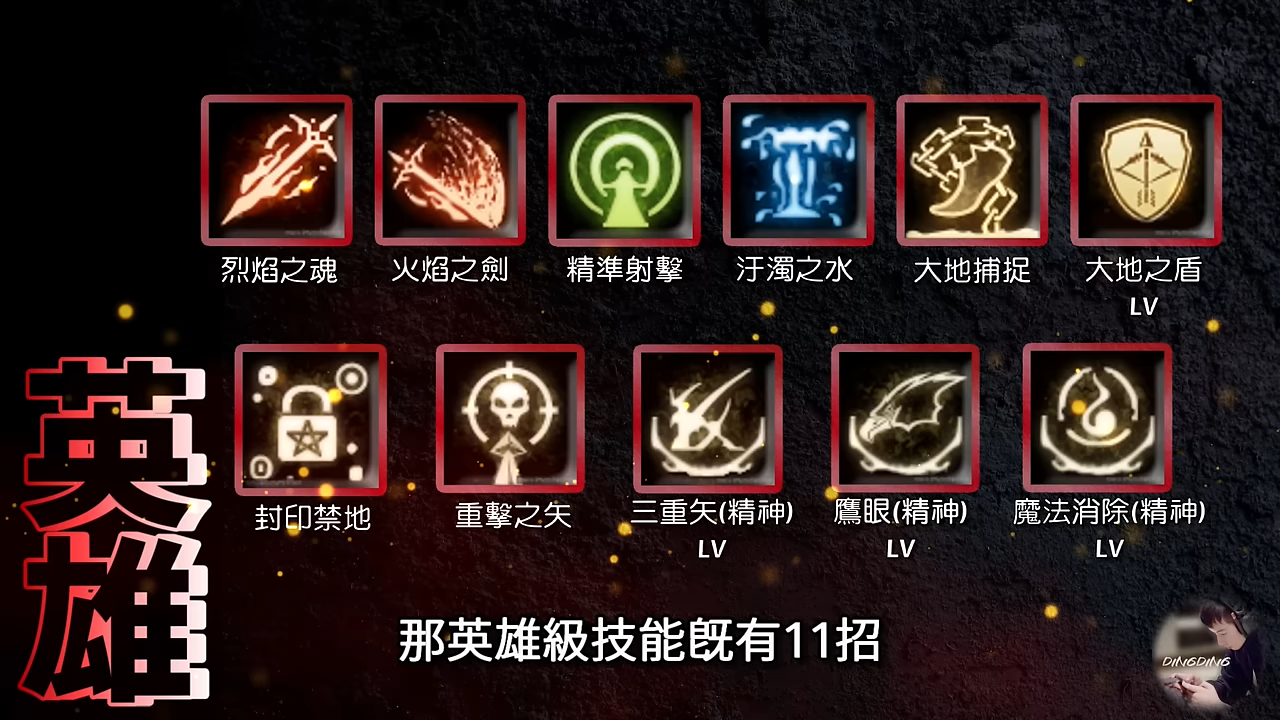 烈焰之魂
火焰之劍
精準射擊
汙濁之水
大地捕捉
大地之盾
LV
英雄
封印禁地
重擊之矢
三重矢(精神)
LV
鷹眼(精神)
LV
魔法消除(精神)
LV
那英雄級技能既有11招
DINGDING